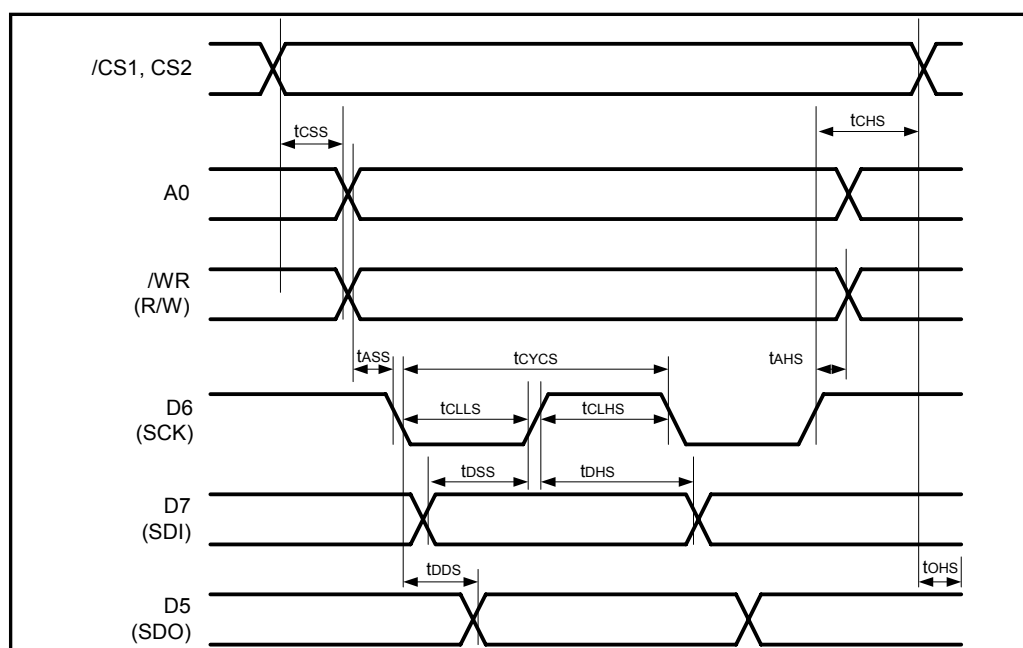 /CS1, CS2
tCSS
tCHS
A0
/WR
(R/W)
tASS
tCYCS
tAHS
D6
(SCK)
tCLLS
tCLHS
tDSS
tDHS
D7
(SDI)
tDDS
tOHS
D5
(SDO)